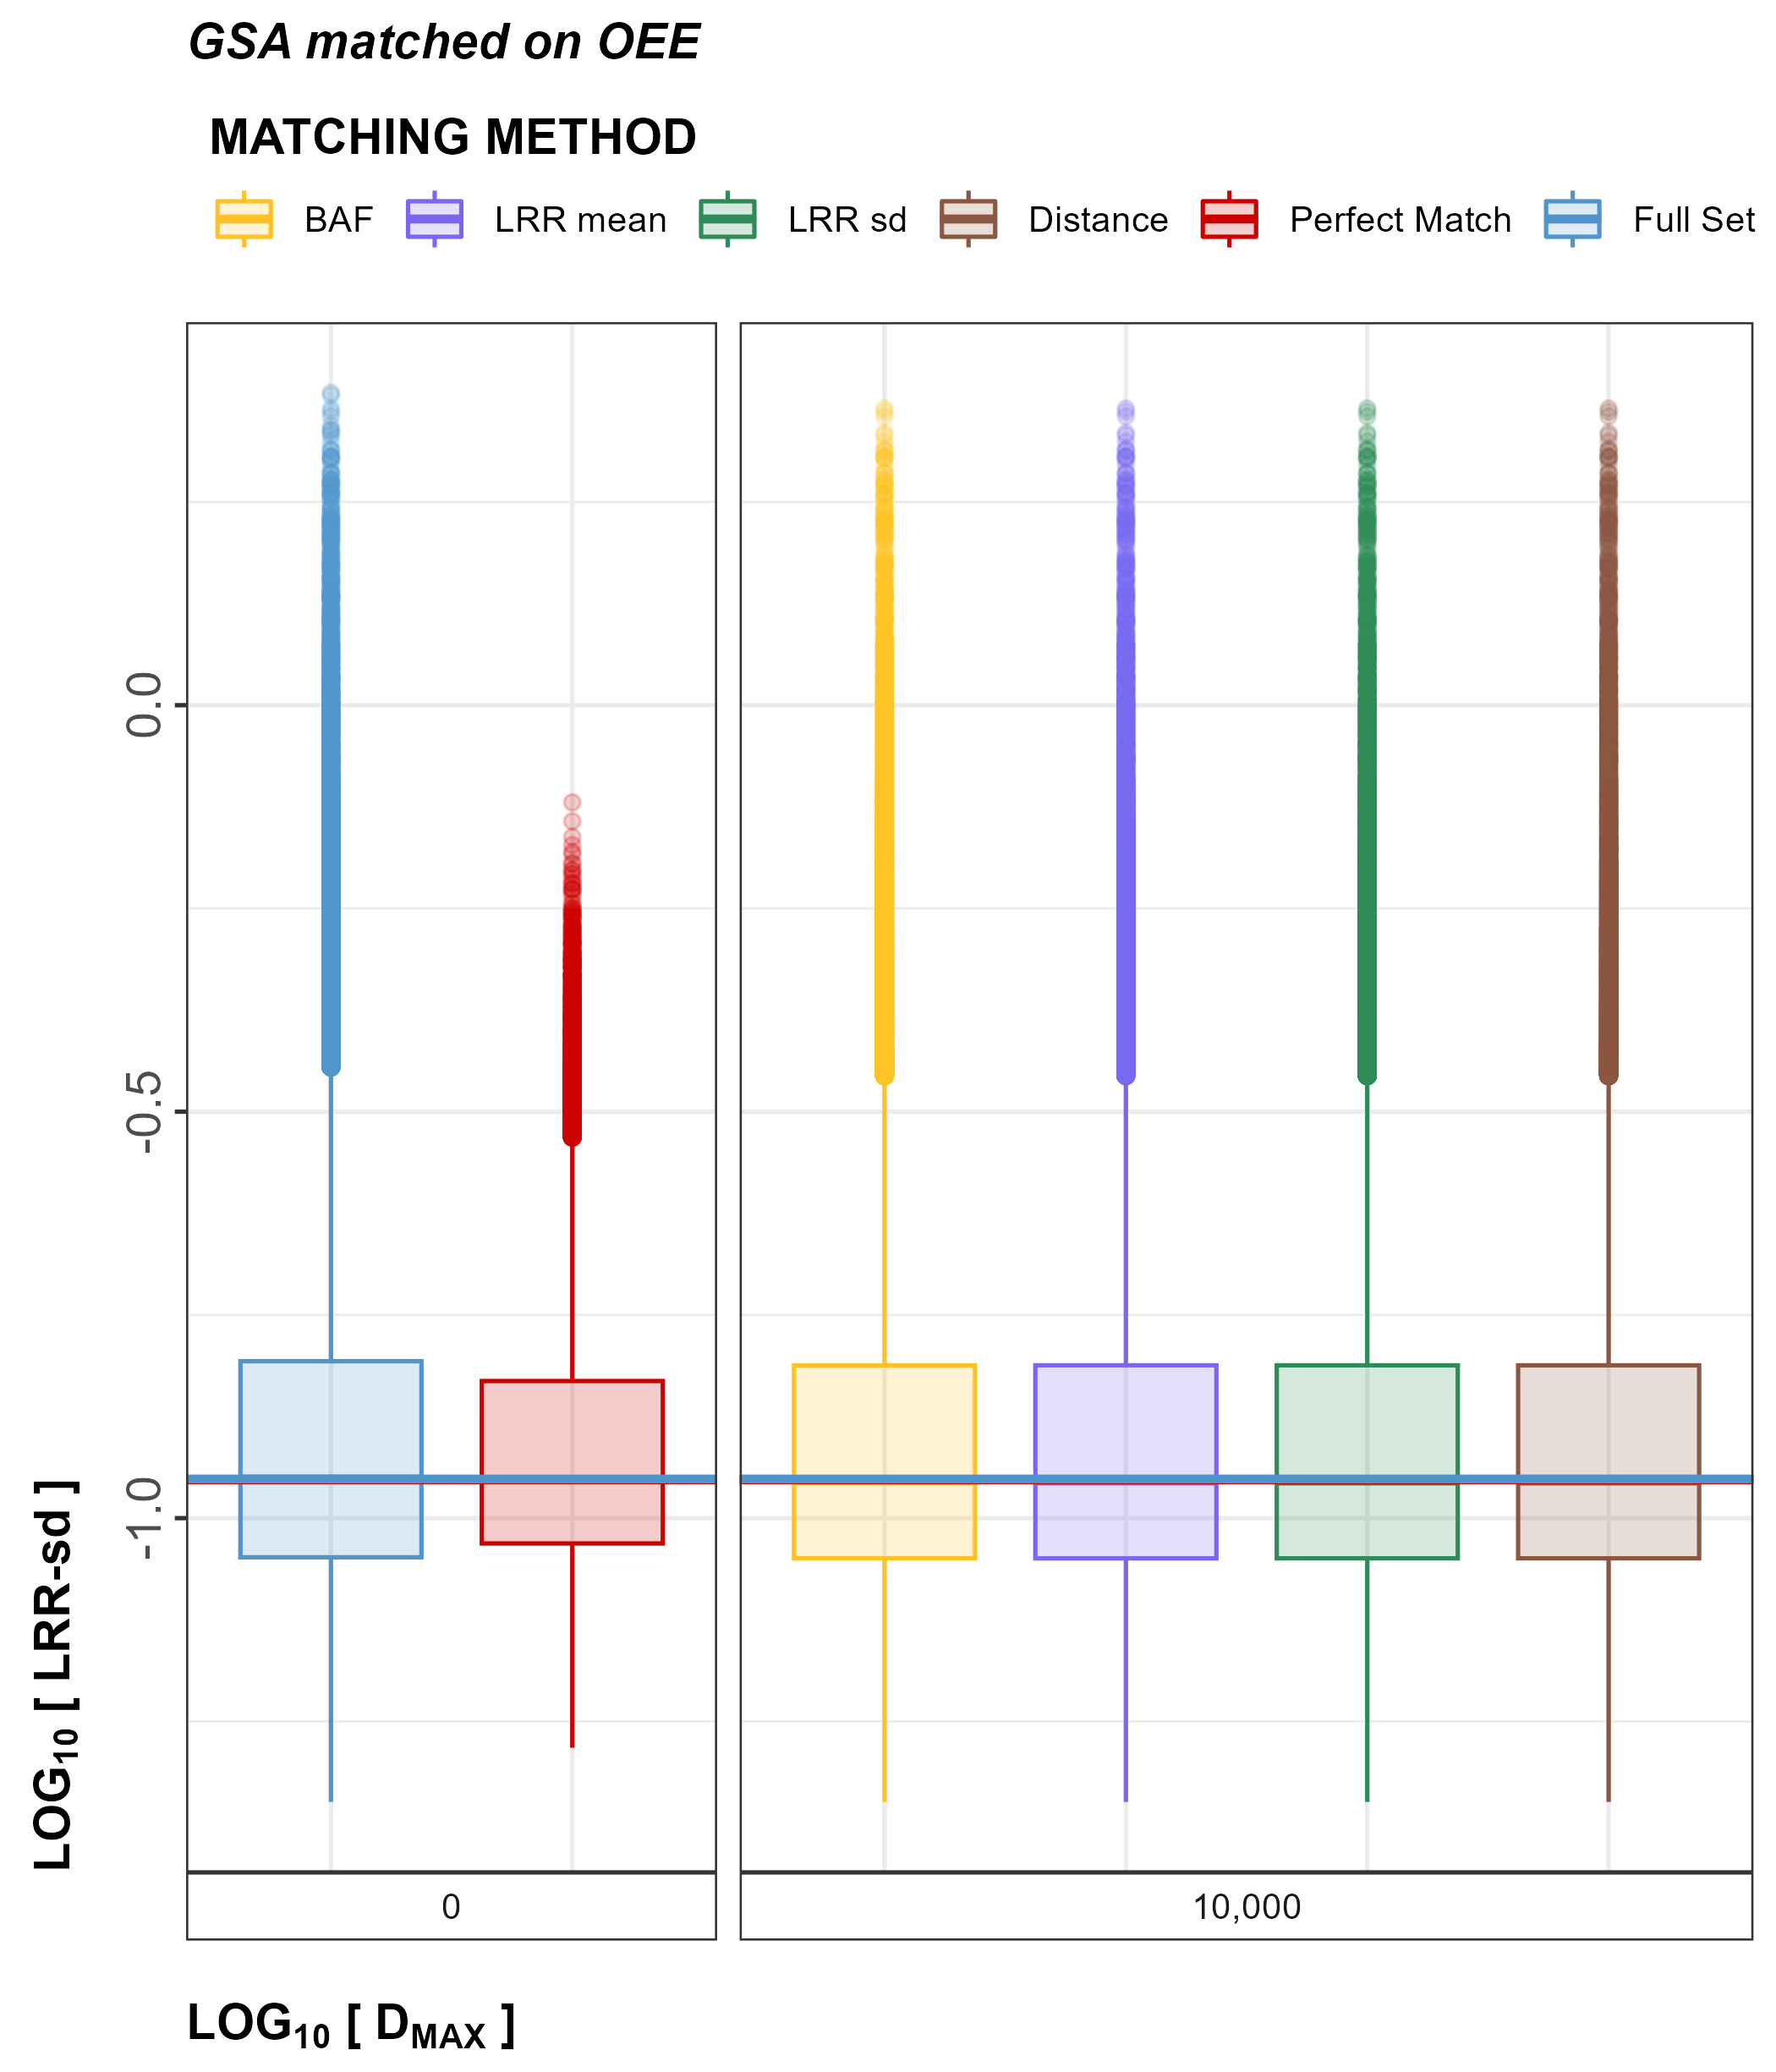 GSA matched on OEE
MATCHING METHOD
BAF LRR mean LRR sd Distance Perfect Match Full Set
LOG10 [ LRR-sd ]
0.0
-0.5
-1.0
0 10,000
LOG10 [ DMAX ]